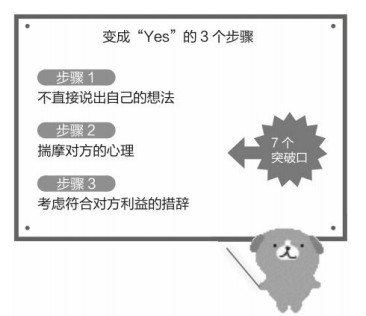 变成“Yes”的3个步骤
步骤1
不直接说出自己的想法
步骤2
揣摩对方的心理
7个
突破口
步骤3
考虑符合对方利益的措辞